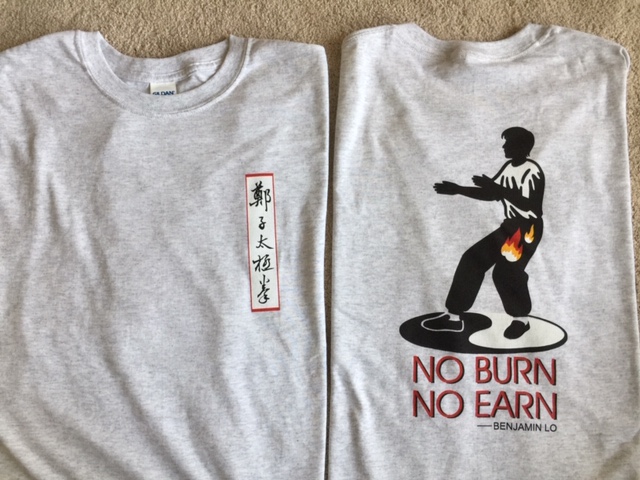 鄭子太極拳
NO BURN
NO EARN
—BENJAMIN LO